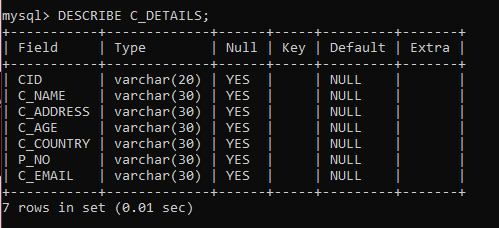 mysql> DESCRIBE C_DETAILS;
+-----------+-------------+------+-----+---------+-------+
| Field     | Type        | Null | Key | Default | Extra |
+-----------+-------------+------+-----+---------+-------+
| CID       | varchar(20) | YES  |     | NULL    |       |
| C_NAME    | varchar(30) | YES  |     | NULL    |       |
| C_ADDRESS | varchar(30) | YES  |     | NULL    |       |
| C_AGE     | varchar(30) | YES  |     | NULL    |       |
| C_COUNTRY | varchar(30) | YES  |     | NULL    |       |
| P_NO      | varchar(30) | YES  |     | NULL    |       |
| C_EMAIL   | varchar(30) | YES  |     | NULL    |       |
+-----------+-------------+------+-----+---------+-------+
7 rows in set (0.01 sec)